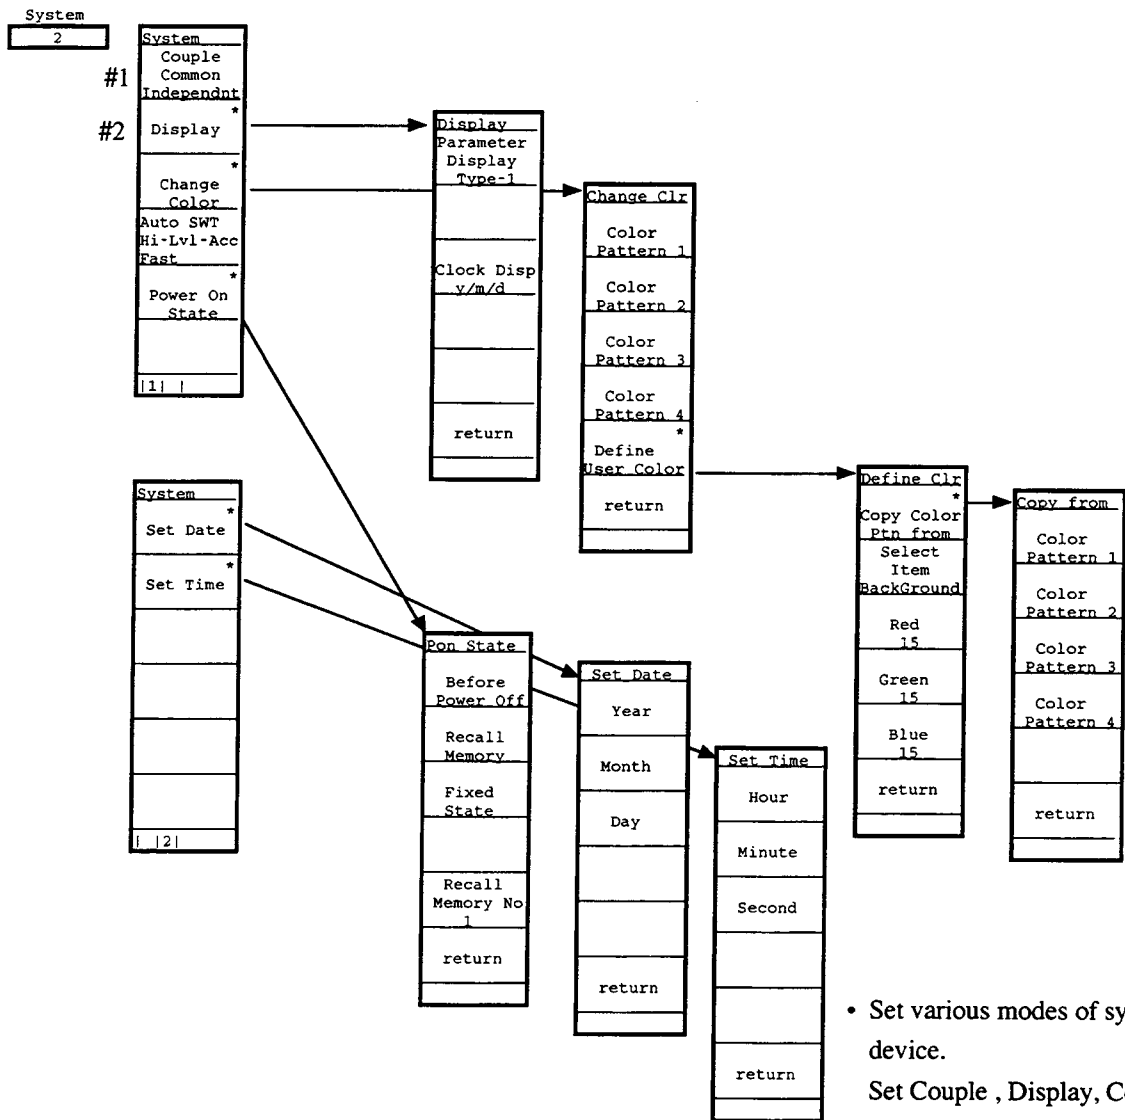 System
2
System
Couple
Common
Independnt
#1
*
Display
#2
*
Change
Color
Auto SWT
Hi-Lvl-Acc
Fast
*
Power On
State
|1| |
Display
Parameter
Display
Type-1
Clock Disp
y/m/d
return
Change Clr
Color
Pattern 1
Color
Pattern 2
Color
Pattern 3
Color
Pattern 4
*
Define
User Color
return
Define Clr
*
Copy Color
Ptn from
Select
Item
BackGround
Red
15
Green
15
Blue
15
return
Copy from
Color
Pattern 1
Color
Pattern 2
Color
Pattern 3
Color
Pattern 4
return
System
*
Set Date
*
Set Time
| |2|
Pon State
Before
Power Off
Recall
Memory
Fixed
State
Recall
Memory No
1
return
Set Date
Year
Month
Day
return
Set Time
Hour
Minute
Second
return
• Set various modes of sy
device.
Set Couple , Display, C